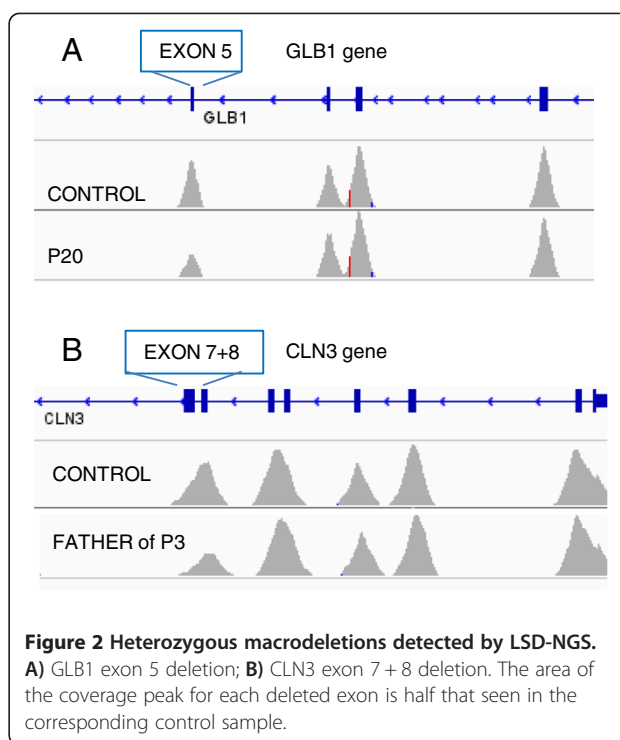 A
EXON 5
GLB1 gene
GLB1
CONTROL
P20
B
EXON 7+8
CLN3 gene
CLN3
CONTROL
FATHER of P3
Figure 2 Heterozygous macrodeletions detected by LSD-NGS.
A) GLB1 exon 5 deletion; B) CLN3 exon 7 + 8 deletion. The area of
the coverage peak for each deleted exon is half that seen in the
corresponding control sample.